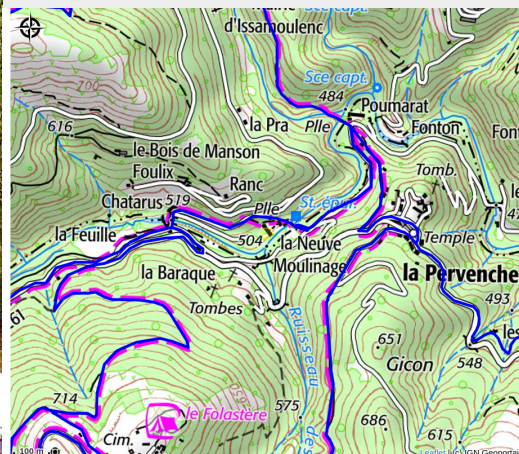 d'Issamoulenc
Sce capt.
700
Sce capt.
484
Poumarat
616
la Pra
Plle
Fonton
le Bois de Manson
Foulix
Tomb.
Ranc
Chatarus 519
Plle
St. épur.
la Feuille
504
la Neuve
Temple
Moulinage
la Baraque
la Pervenche
Tombes
493
61
Ruisseau
651
Gicon
548
714
575
le Folastère
686
615
Cim.
des
100 m
Leaflet
IGN